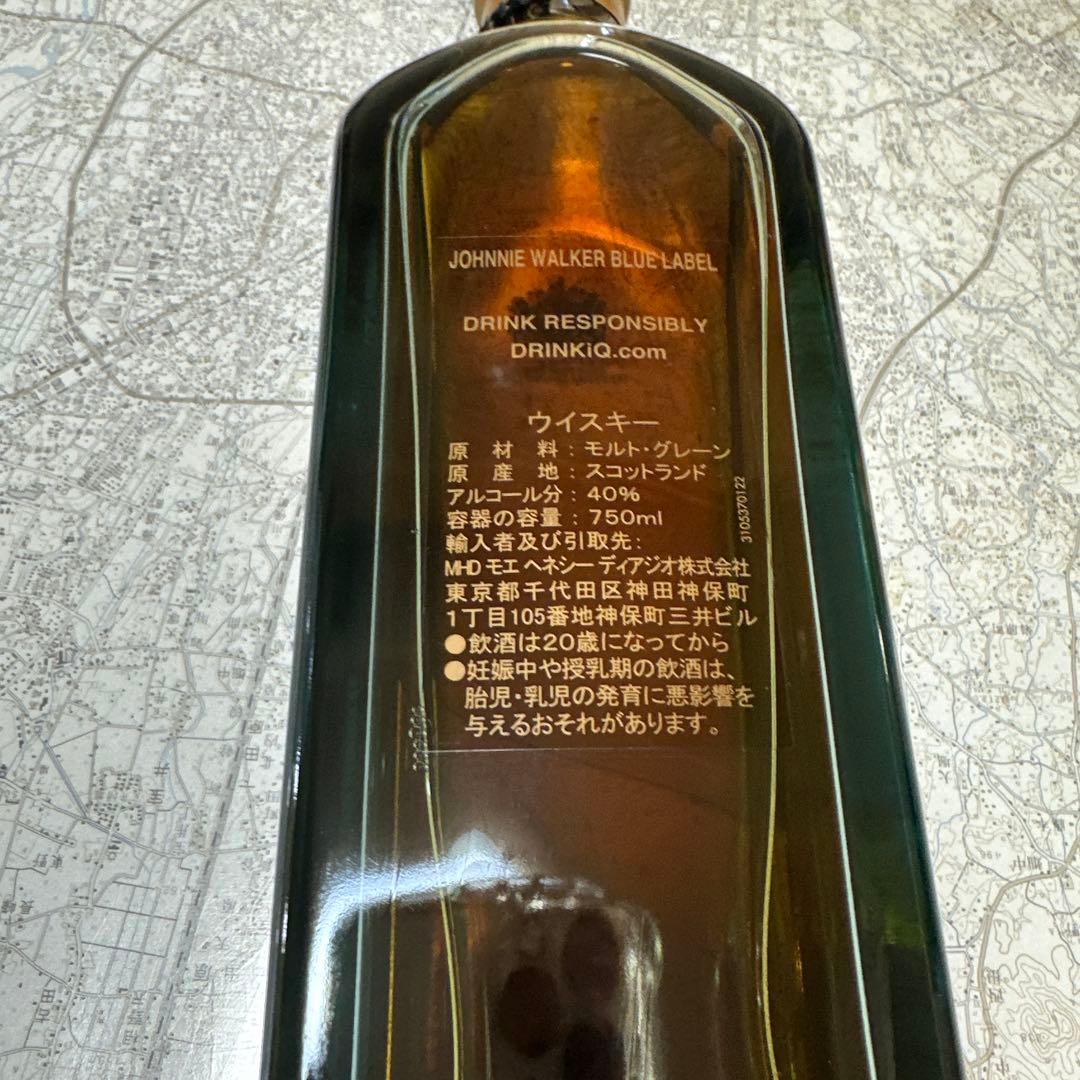 JOHNNIE WALKER BLUE LABEL
DRINK RESPONSIBLY
DRINKiQ.com
ウイスキー
原材料：モルト・グレーン
原産地：スコットランド
アルコール分：40%
容器の容量：750ml
輸入者及び引取先：
MHD モエ ヘネシー ディアジオ株式会社
東京都千代田区神田神保町
1丁目105番地神保町三井ビル
●飲酒は20歳になってから
●妊娠中や授乳期の飲酒は、
胎児・乳児の発育に悪影響を
与えるおそれがあります。
3105370122